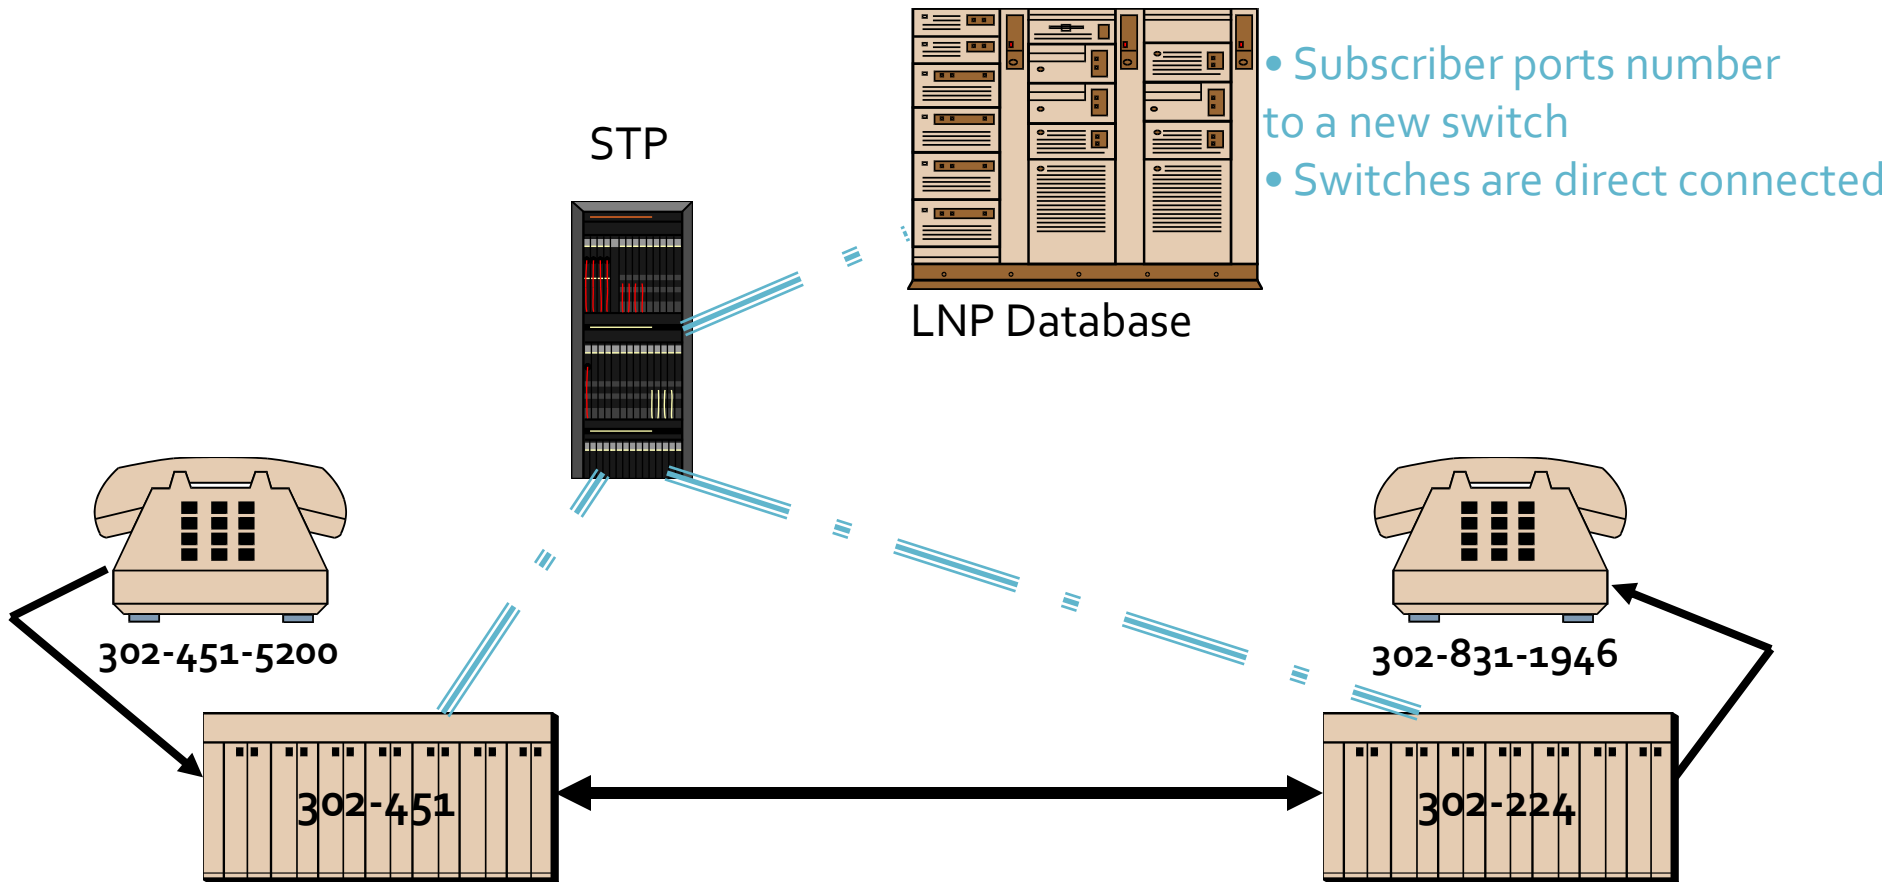 • Subscriber ports number
to a new switch
• Switches are direct connected
STP
LNP Database
302-451-5200
302-831-1946
302-451
302-224